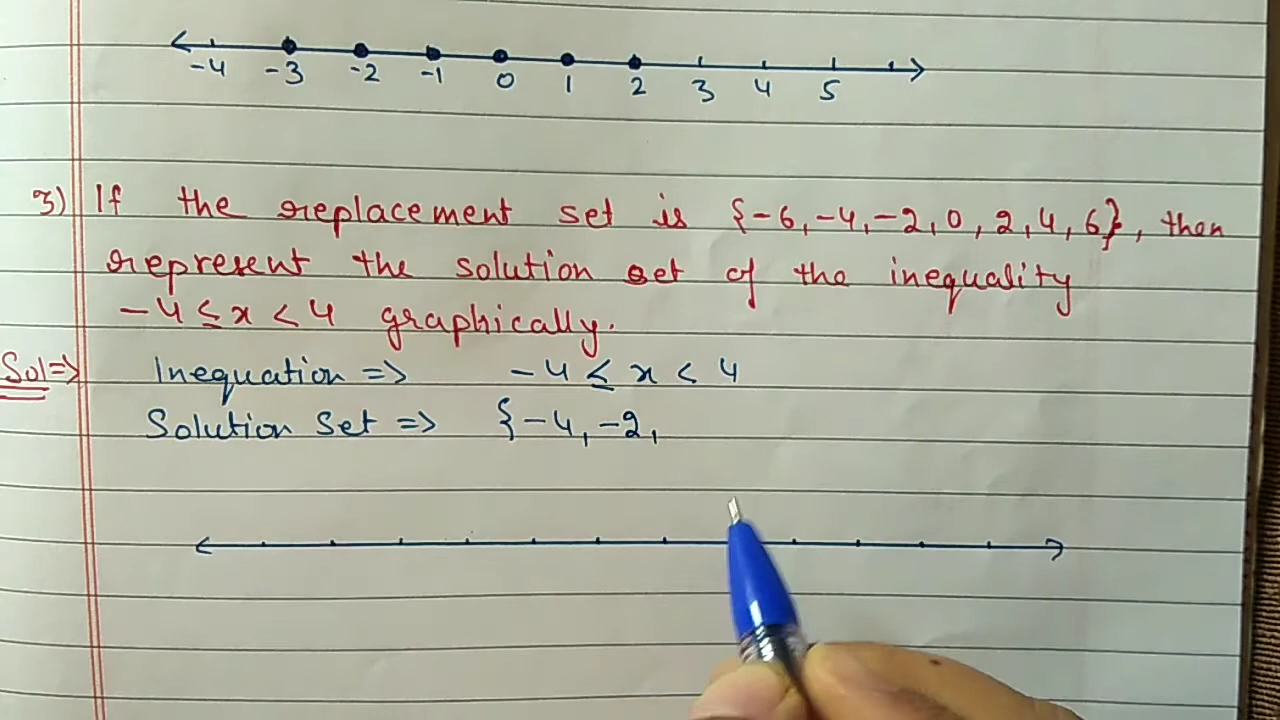 -4 -3 -2 -1 0 1 2 3 4 5
3) If the replacement set is {-6, -4, -2, 0, 2, 4, 6}, then
represent the solution set of the inequality
-4 ≤ x < 4 graphically.
Sol=> Inequation => -4 ≤ x < 4
Solution Set => {-4, -2,